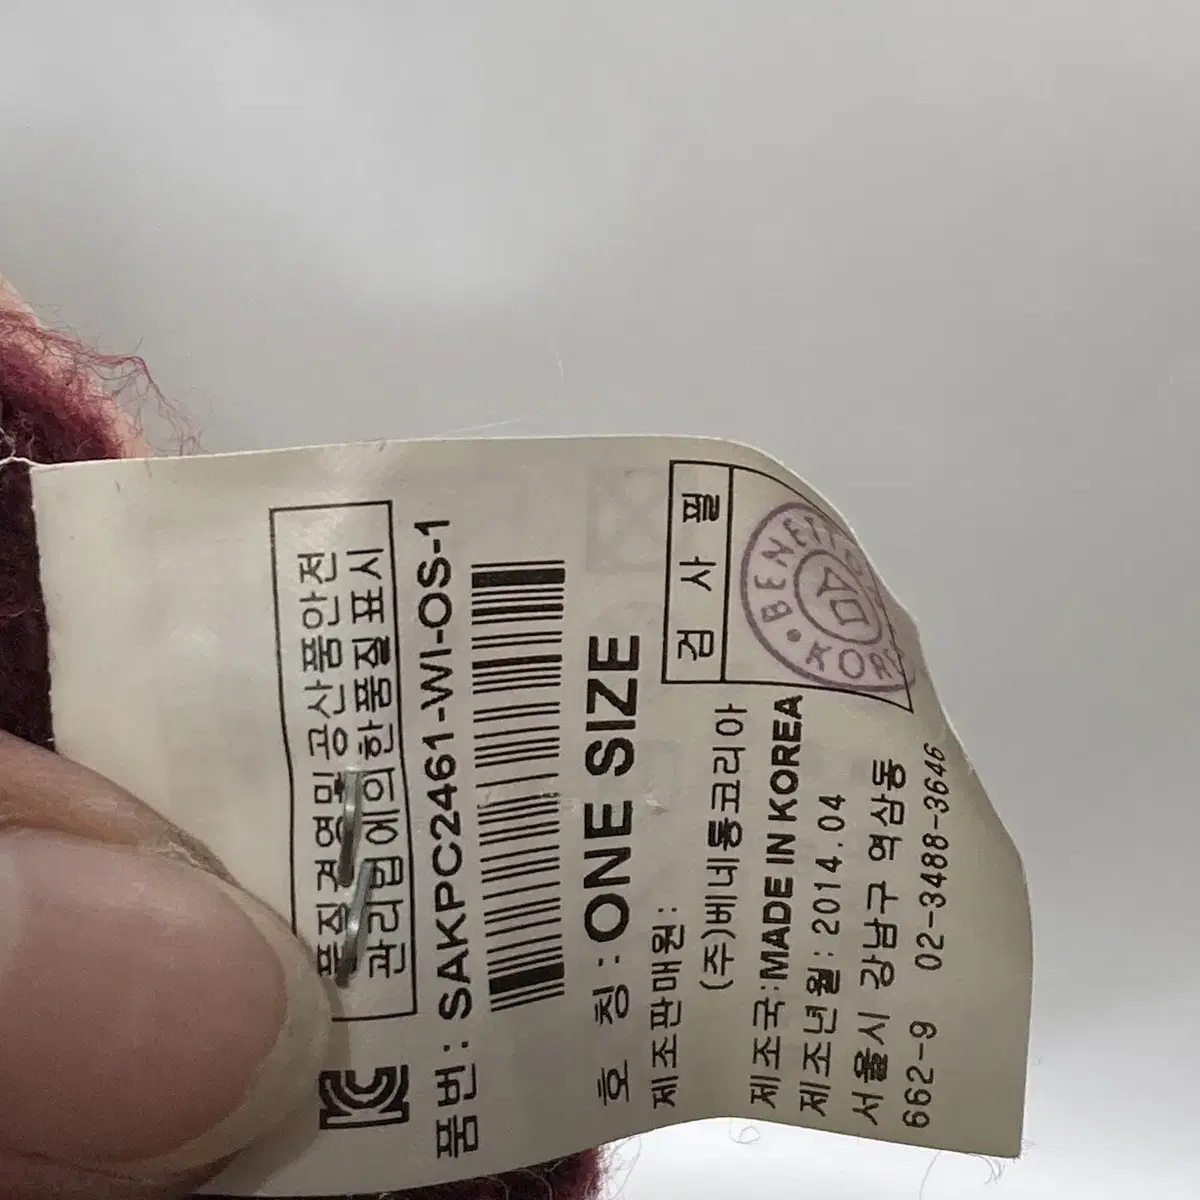 품질경영및공산품안전
관리법에의한품질표시
품번: SAKPC2461-WI-OS-1
호 칭: ONE SIZE
제조판매원:
(주)베네통코리아
제조국:MADE IN KOREA
제조년월: 2014.04
서울시 강남구 역삼동
662-9 02-3488-3646
검 사 필
BENETTO
KOR